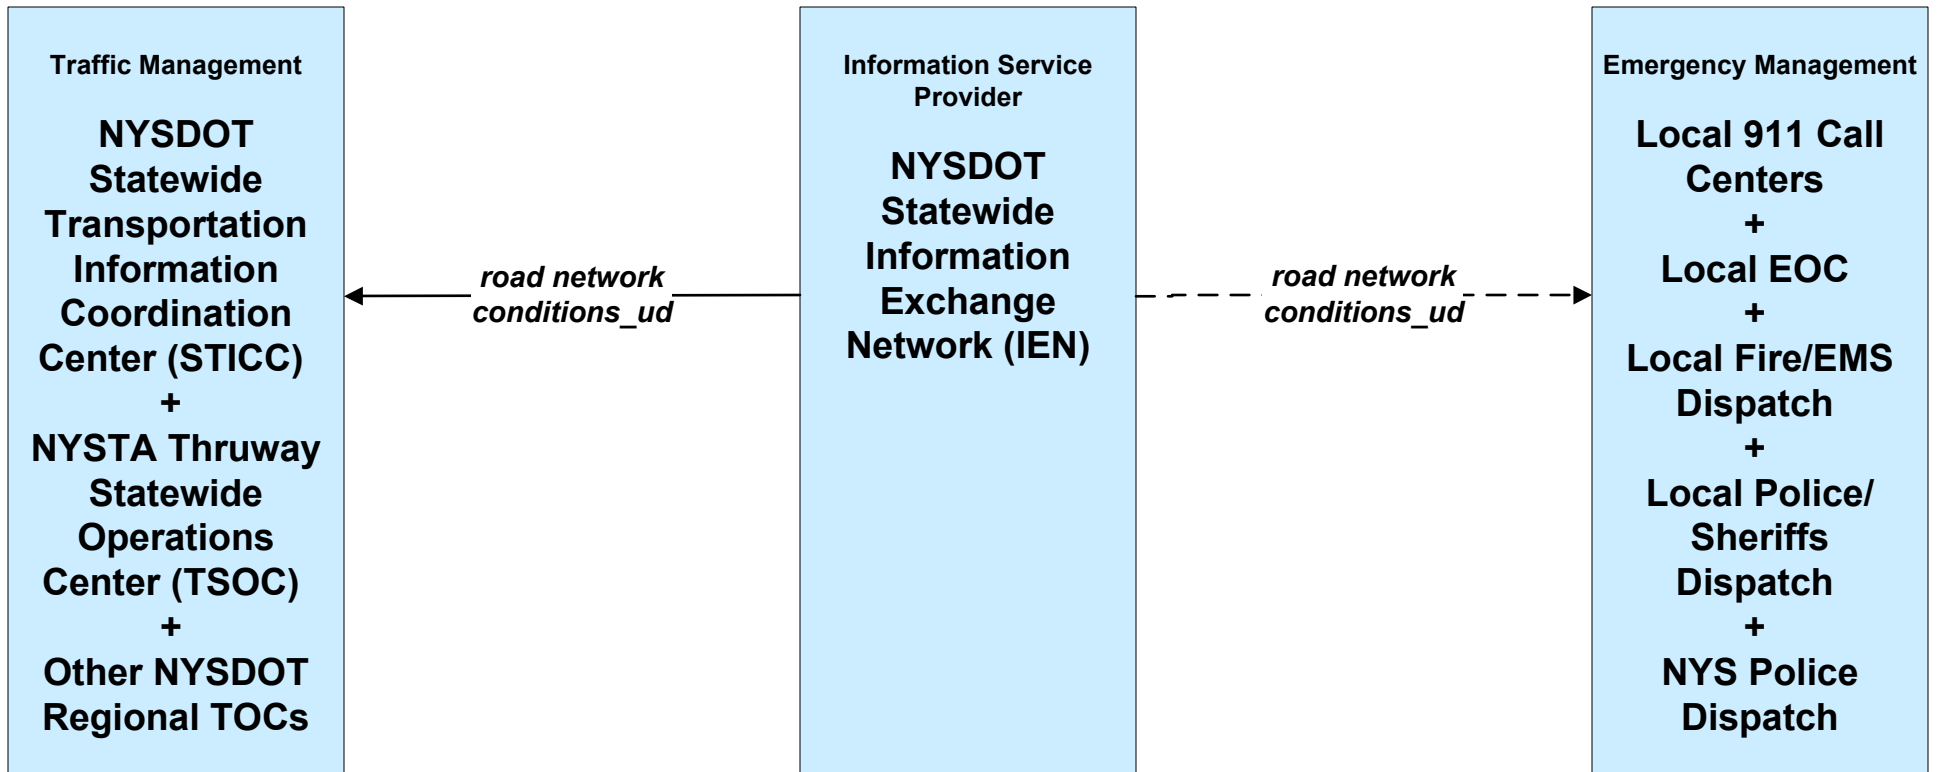 Traffic Management
NYSDOT
Statewide
Transportation
Information
Coordination
Center (STICC)
+
NYSTA Thruway
Statewide
Operations
Center (TSOC)
+
Other NYSDOT
Regional TOCs
road network
conditions_ud
Information Service
Provider
NYSDOT
Statewide
Information
Exchange
Network (IEN)
road network
conditions_ud
Emergency Management
Local 911 Call
Centers
+
Local EOC
+
Local Fire/EMS
Dispatch
+
Local Police/
Sheriffs
Dispatch
+
NYS Police
Dispatch